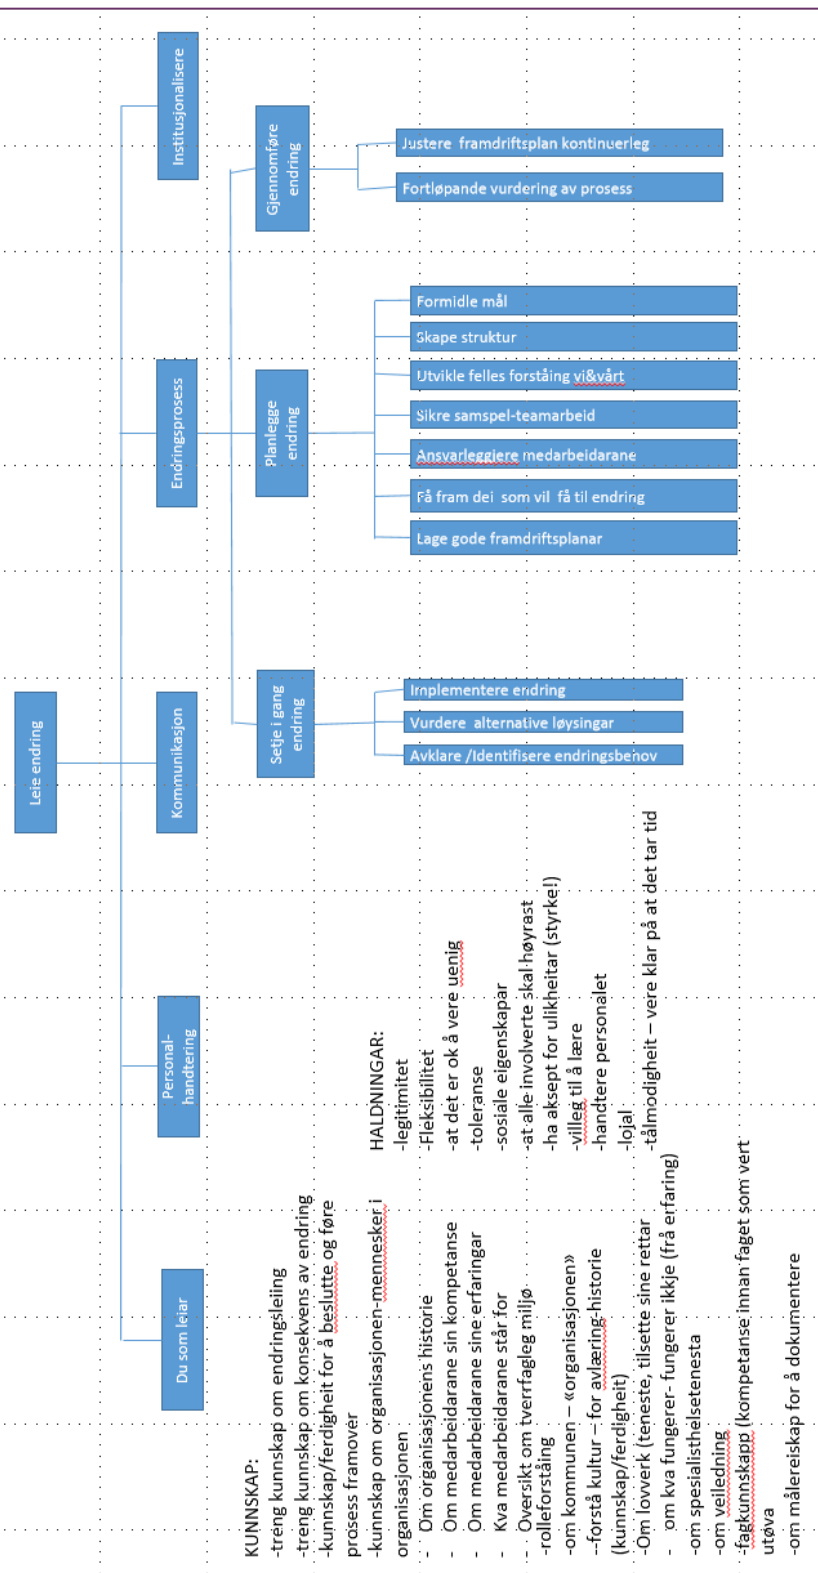 Leie endring
Du som leiar
Personal-
handtering
Kommunikasjon
Endringsprosess
Institusjonalisere
Setje i gang
endring
Planlegge
endring
Gjennomføre
endring
Implementere endring
Vurdere alternative løysingar
Avklare /Identifisere endringsbehov
Formidle mål
Skape struktur
Utvikle felles forståing vi&vårt
Sikre samspel-teamarbeid
Ansvarleggjere medarbeidarane
Få fram dei som vil få til endring
Lage gode framdriftsplanar
Justere framdriftsplan kontinuerleg
Fortløpande vurdering av prosess
KUNNSKAP:
-treng kunnskap om endringsleiing
-treng kunnskap om konsekvens av endring
-kunnskap/ferdigheit for å beslutte og føre
prosess framover
-kunnskap om organisasjonen-mennesker i
organisasjonen
- Om organisasjonens historie
- Om medarbeidarane sin kompetanse
- Om medarbeidarane sine erfaringar
- Kva medarbeidarane står for
- Oversikt om tverrfagleg miljø
-rolleforståing
-om kommunen – «organisasjonen»
--forstå kultur – for avlæring-historie
(kunnskap/ferdigheit)
-Om lovverk (teneste, tilsette sine rettar
- om kva fungerer- fungerer ikkje (frå erfaring)
-om spesialisthelsetenesta
-om veiledning
-fagkunnskapp (kompetanse innan faget som vert
utøva
-om målereiskap for å dokumentere
HALDNINGAR:
-legitimitet
-Fleksibilitet
-at det er ok å vere uenig
-toleranse
-sosiale eigenskapar
-at alle involverte skal høyrast
-ha aksept for ulikheitar (styrke!)
-villeg til å lære
-handtere personalet
-lojal
-tålmodigheit – vere klar på at det tar tid